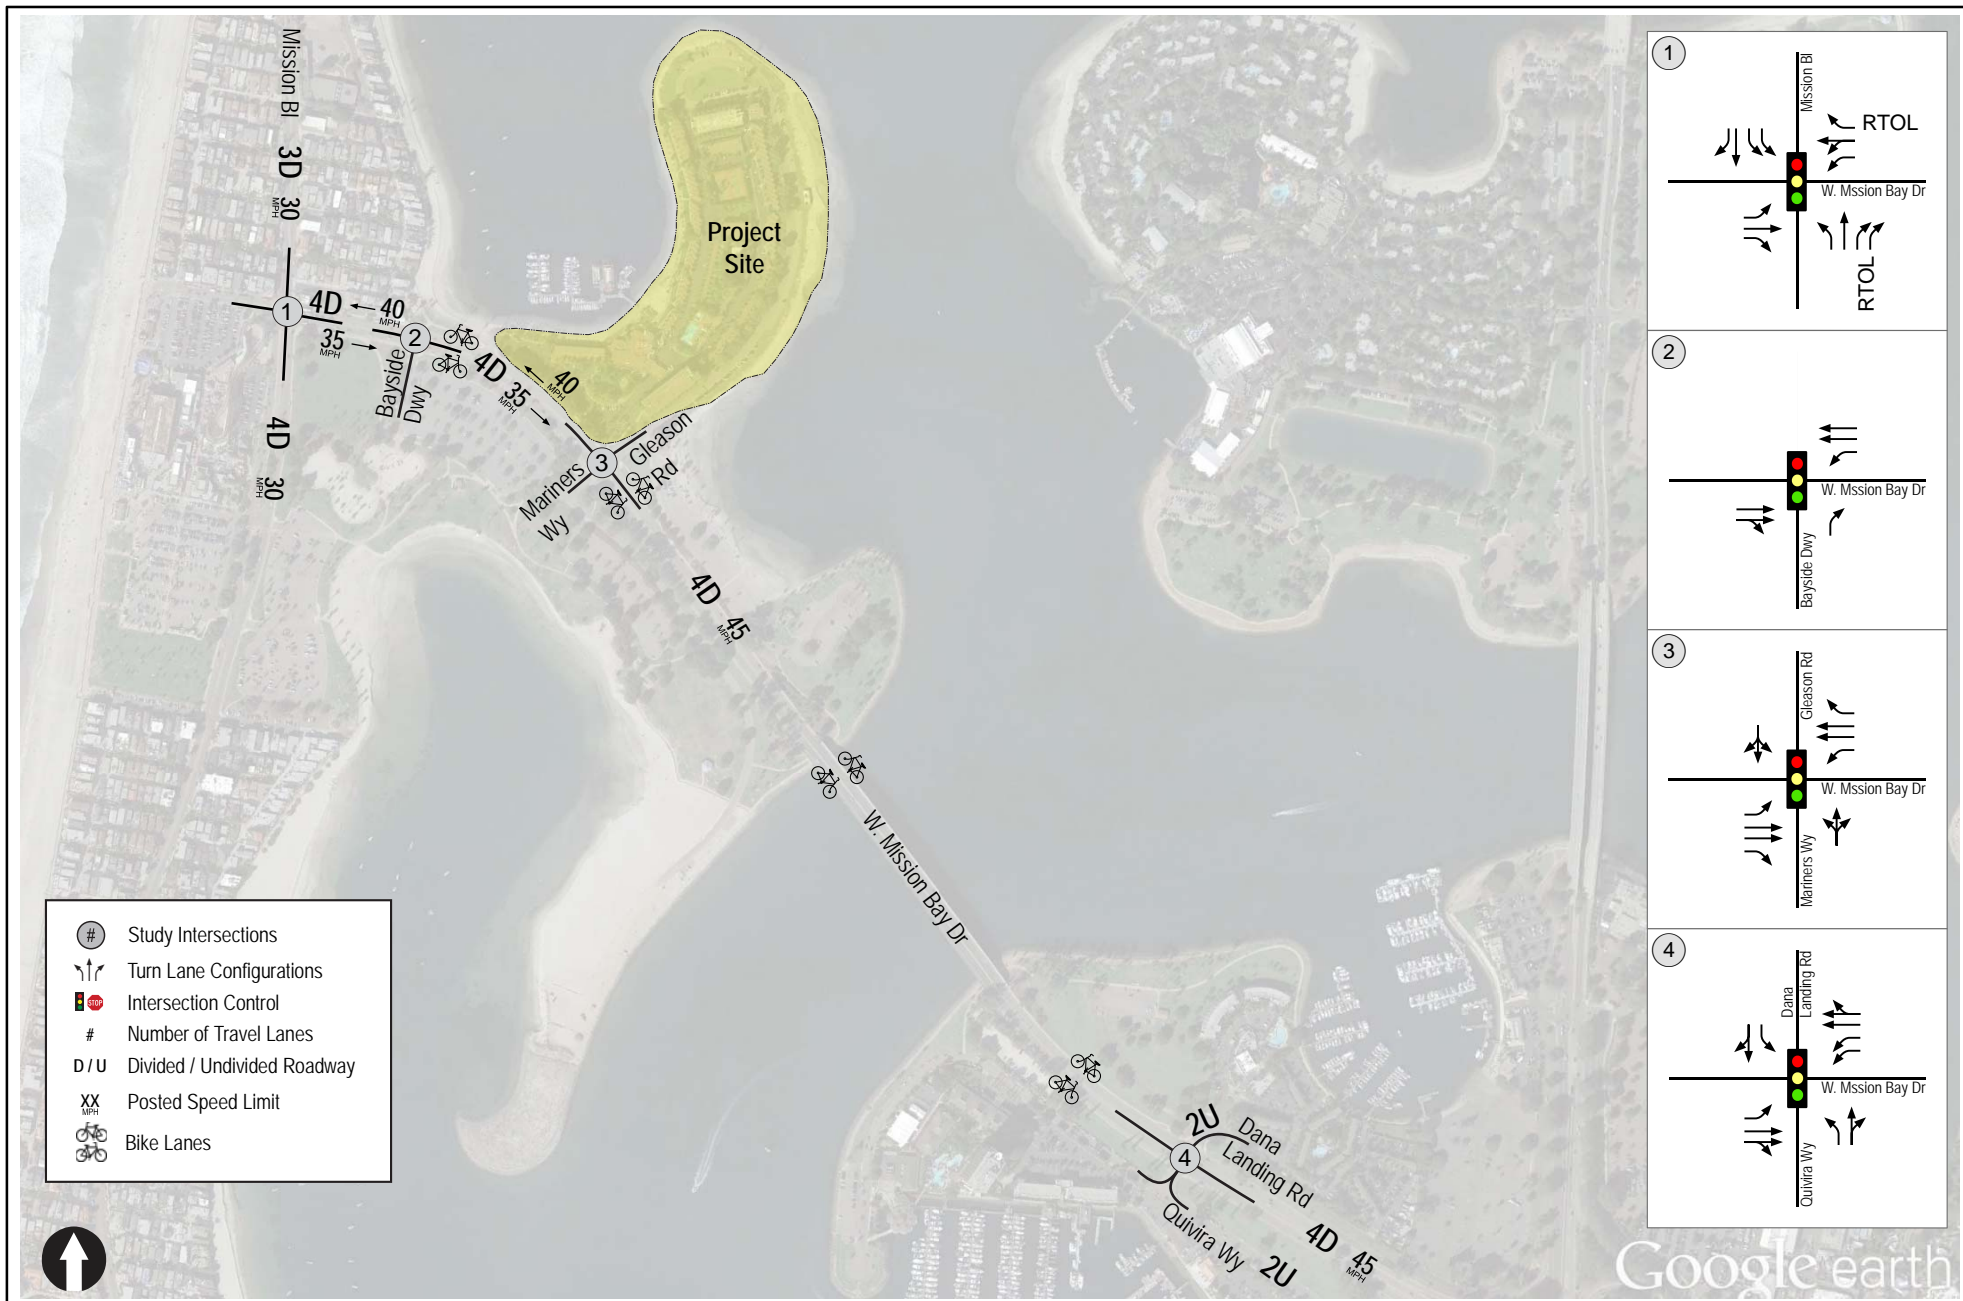 Mission Bl
3D
30
MPH
1
4D
40
MPH
35
MPH
2
Bayside
Dwy
4D
35
MPH
40
MPH
4D
30
MPH
Project
Site
3
Gleason
Rd
Mariners
Wy
4D
45
MPH
W. Mission Bay Dr
2U
Dana
Landing Rd
4
Quivira Wy
2U
4D
45
MPH
#
Study Intersections
Turn Lane Configurations
STOP
Intersection Control
#
Number of Travel Lanes
D / U
Divided / Undivided Roadway
XX
MPH
Posted Speed Limit
Bike Lanes
1
Mission Bl
RTOL
W. Mssion Bay Dr
RTOL
2
W. Mssion Bay Dr
Bayside Dwy
3
Gleason Rd
W. Mssion Bay Dr
Mariners Wy
4
Dana
Landing Rd
W. Mssion Bay Dr
Quivira Wy
Google earth